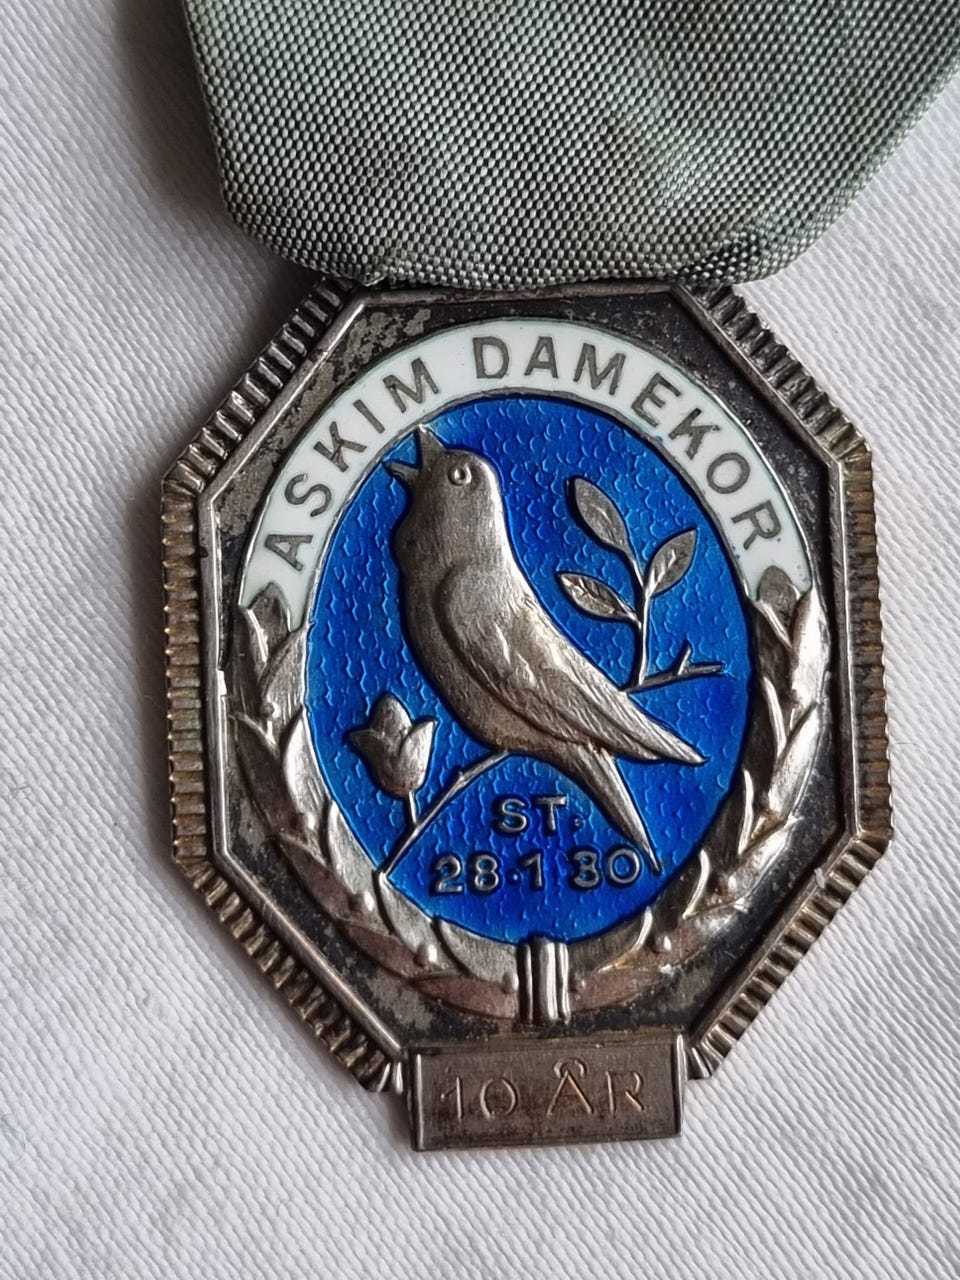 ASKIM DAMEKOR
ST.
28·1 30
10 ÅR